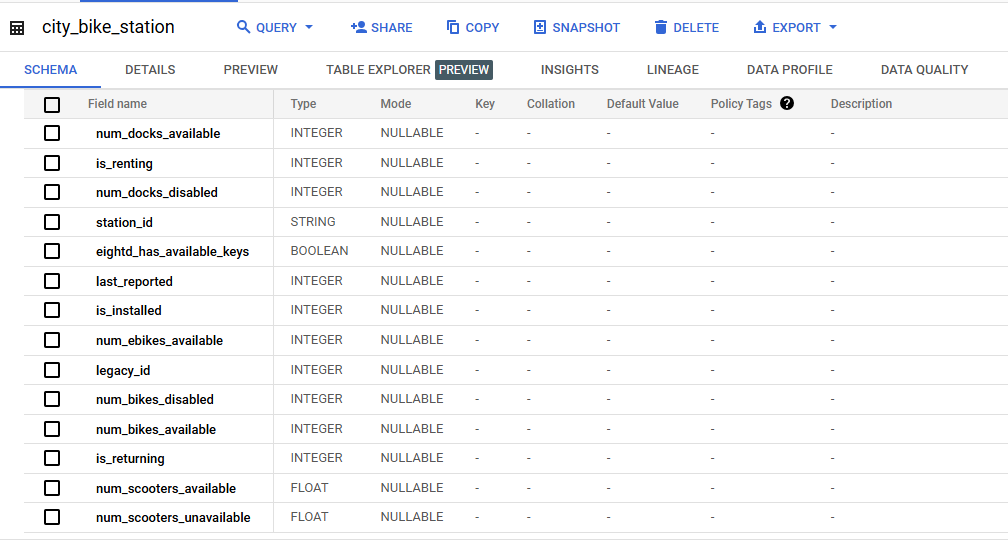 city_bike_station QUERY SHARE COPY SNAPSHOT DELETE EXPORT
SCHEMA DETAILS PREVIEW TABLE EXPLORER PREVIEW INSIGHTS LINEAGE DATA PROFILE DATA QUALITY
Field name Type Mode Key Collation Default Value Policy Tags ? Description
num_docks_available INTEGER NULLABLE - - - - -
is_renting INTEGER NULLABLE - - - - -
num_docks_disabled INTEGER NULLABLE - - - - -
station_id STRING NULLABLE - - - - -
eightd_has_available_keys BOOLEAN NULLABLE - - - - -
last_reported INTEGER NULLABLE - - - - -
is_installed INTEGER NULLABLE - - - - -
num_ebikes_available INTEGER NULLABLE - - - - -
legacy_id INTEGER NULLABLE - - - - -
num_bikes_disabled INTEGER NULLABLE - - - - -
num_bikes_available INTEGER NULLABLE - - - - -
is_returning INTEGER NULLABLE - - - - -
num_scooters_available FLOAT NULLABLE - - - - -
num_scooters_unavailable FLOAT NULLABLE - - - - -